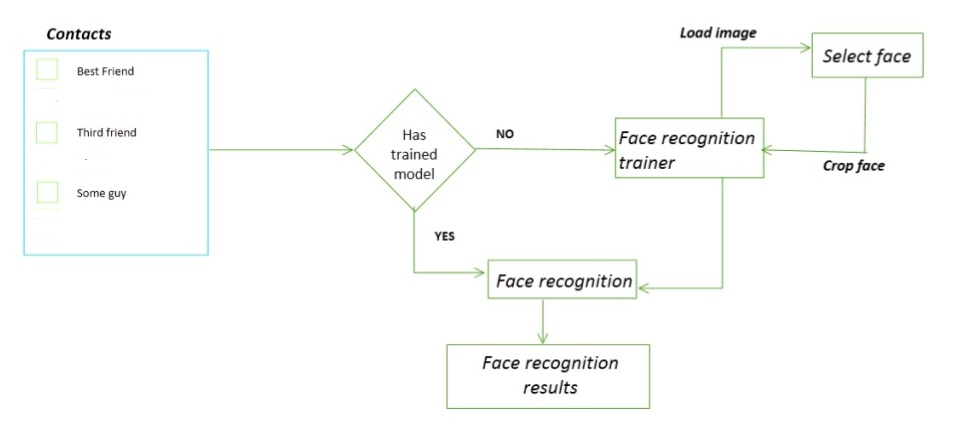 Contacts
Best Friend
Third friend
Some guy
Has
trained
model
NO
YES
Load image
Select face
Face recognition
trainer
Crop face
Face recognition
Face recognition
results